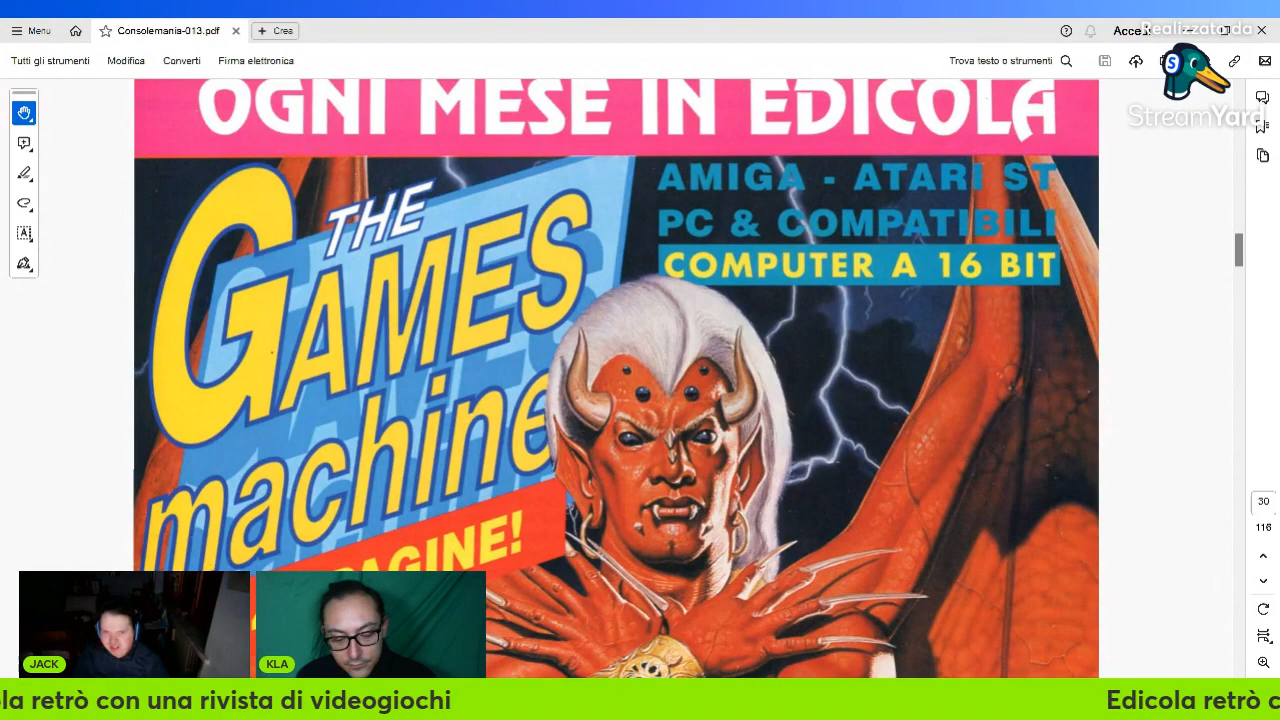 Menu
Consolemania-013.pdf
Crea
Realizzato da
Tutti gli strumenti
Modifica
Converti
Firma elettronica
Trova testo o strumenti
S
StreamYard
OGNI MESE IN EDICOLA
THE
GAMES
machine
AMIGA - ATARI ST
PC & COMPATIBILI
COMPUTER A 16 BIT
AGINE!
30
116
JACK
KLA
la retrò con una rivista di videogiochi
Edicola retrò c